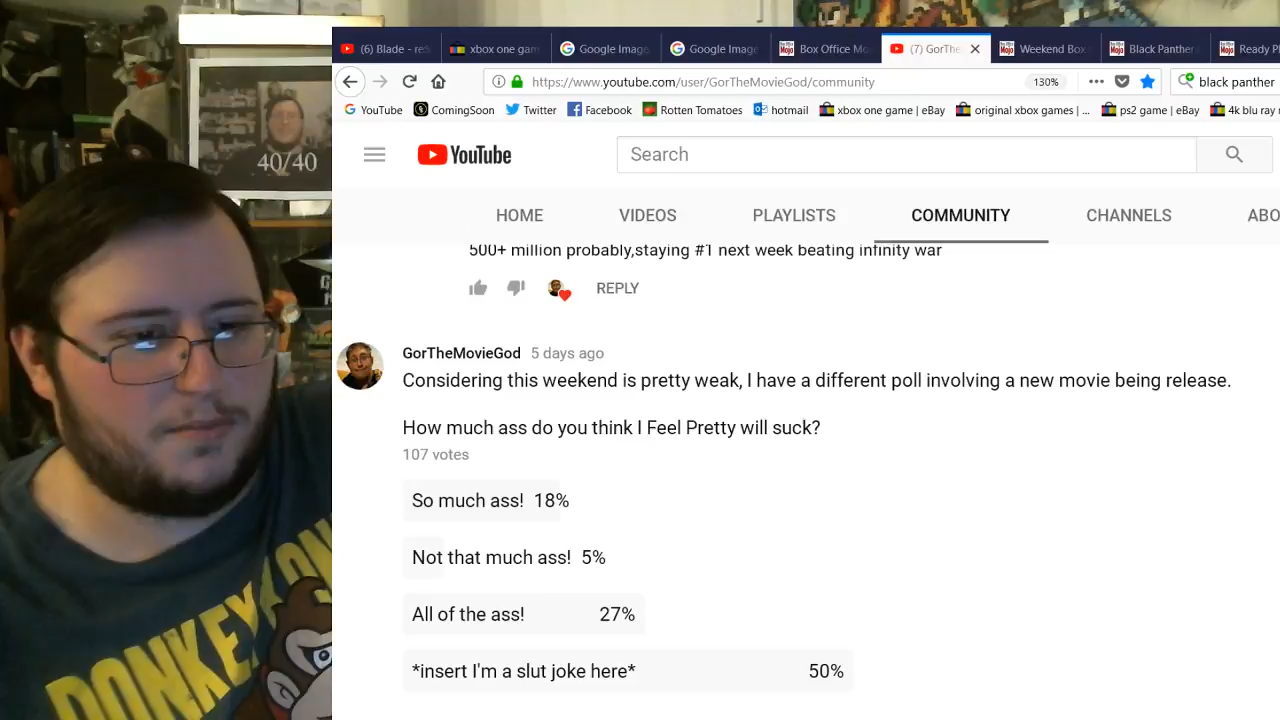 40/40
(6) Blade - re
xbox one gam
Google Imag
Google Imag
Box Office Mo
(7) GorThe
Weekend Box
Black Panther
Ready Pl
https://www.youtube.com/user/GorTheMovieGod/community
130%
black panther
YouTube
ComingSoon
Twitter
Facebook
Rotten Tomatoes
hotmail
xbox one game | eBay
original xbox games | ...
ps2 game | eBay
4k blu ray
YouTube
Search
HOME
VIDEOS
PLAYLISTS
COMMUNITY
CHANNELS
ABO
500+ million probably,staying #1 next week beating infinity war
REPLY
GorTheMovieGod 5 days ago
Considering this weekend is pretty weak, I have a different poll involving a new movie being release.
How much ass do you think I Feel Pretty will suck?
107 votes
So much ass! 18%
Not that much ass! 5%
All of the ass! 27%
*insert I'm a slut joke here* 50%
DONKEY KON